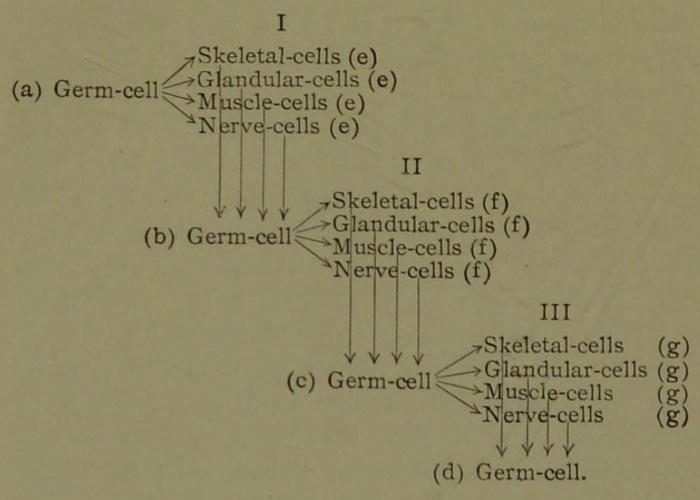 I
Skeletal-cells (e)
(a) Germ-cell Glandular-cells (e)
Muscle-cells (e)
Nerve-cells (e)
II
Skeletal-cells (f)
Glandular-cells (f)
(b) Germ-cell Muscle-cells (f)
Nerve-cells (f)
III
Skeletal-cells (g)
Glandular-cells (g)
(c) Germ-cell Muscle-cells (g)
Nerve-cells (g)
(d) Germ-cell.